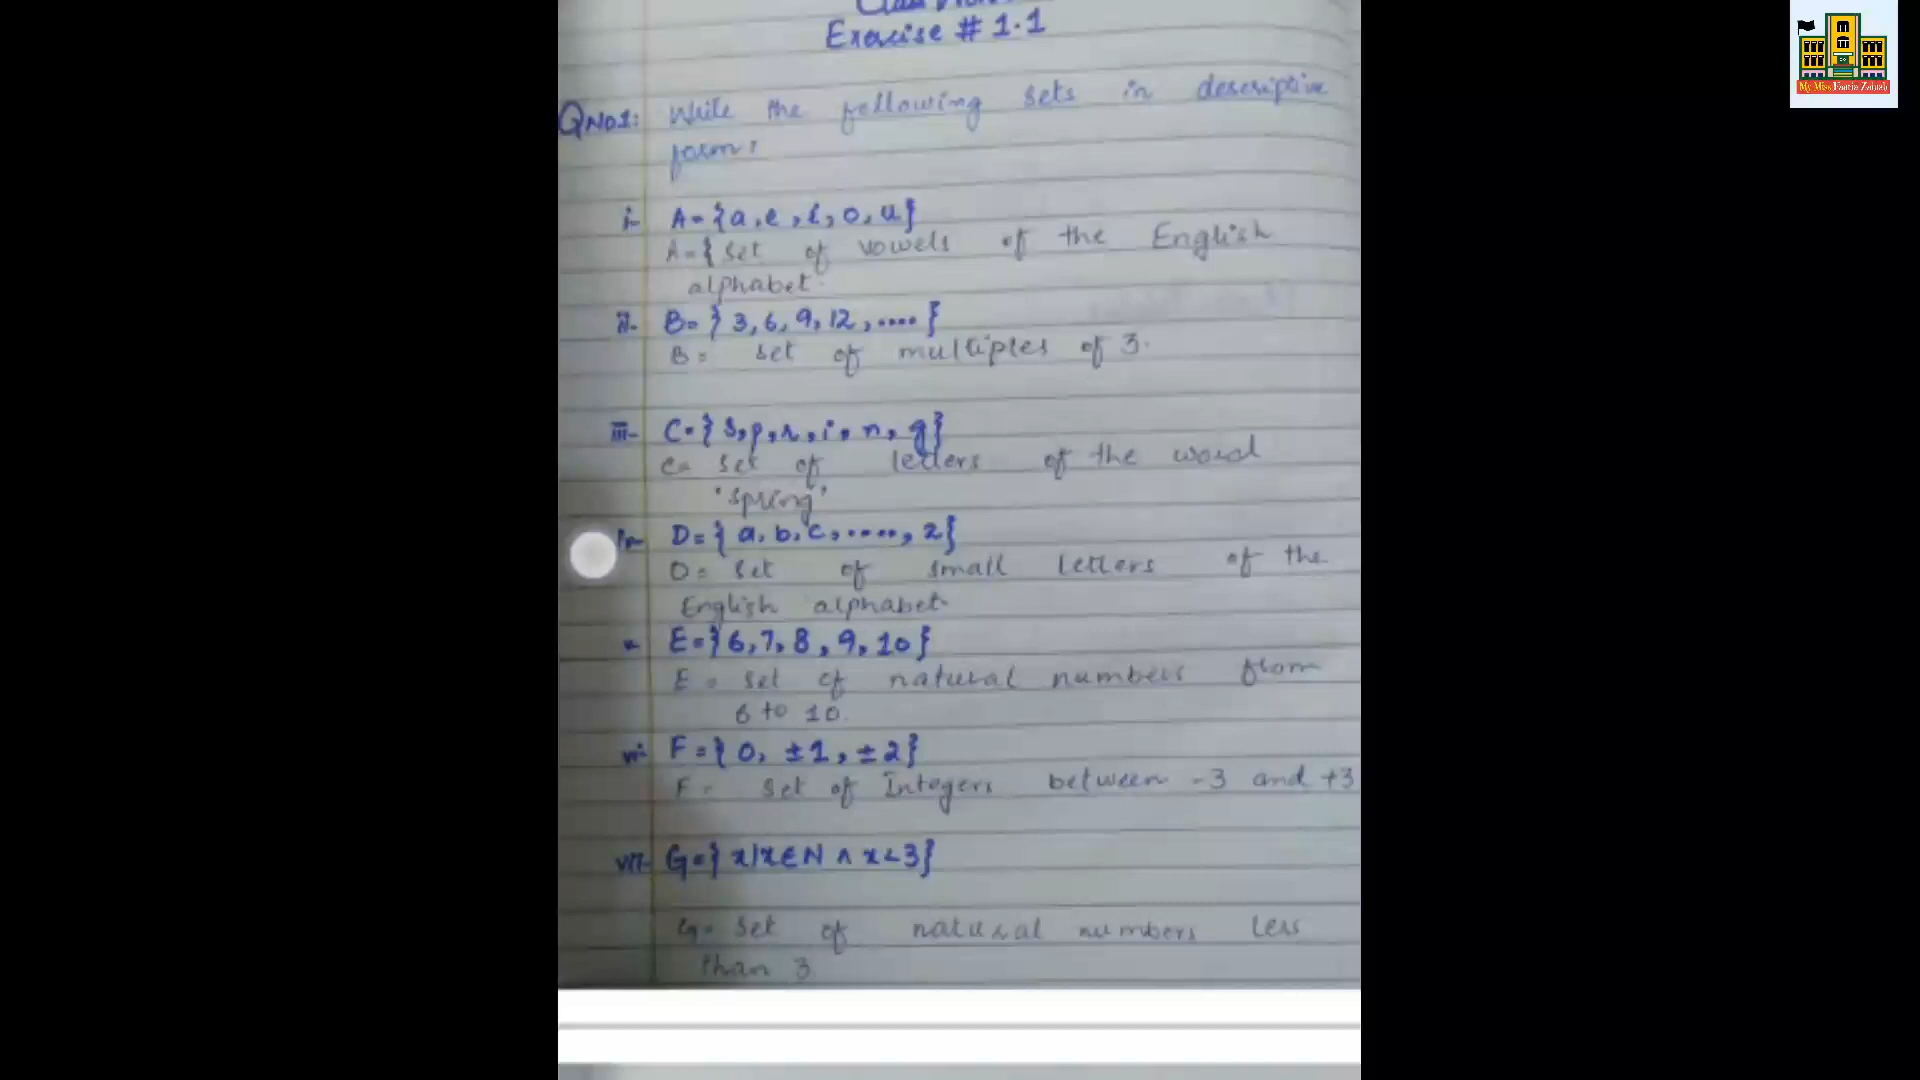 Exercise # 1.1
QNO1: Write the following sets in descriptive
form:
i- A={a,e,i,o,u}
A={ set of vowels of the English
alphabet.
ii- B={ 3,6,9,12,....}
B= set of multiples of 3.
iii- C={ S,p,r,i,n,g}
C= set of letters of the word
'spring'
iv- D={ a,b,c,....,z}
D= set of small letters of the
English alphabet.
v- E={6,7,8,9,10}
E= set of natural numbers from
6 to 10.
vi- F={ 0, ±1, ±2}
F= set of Integers between -3 and +3
vii- G={ x|x∈N ∧ x<3}
G= set of natural numbers less
than 3
My Miss Fauzia Zainab